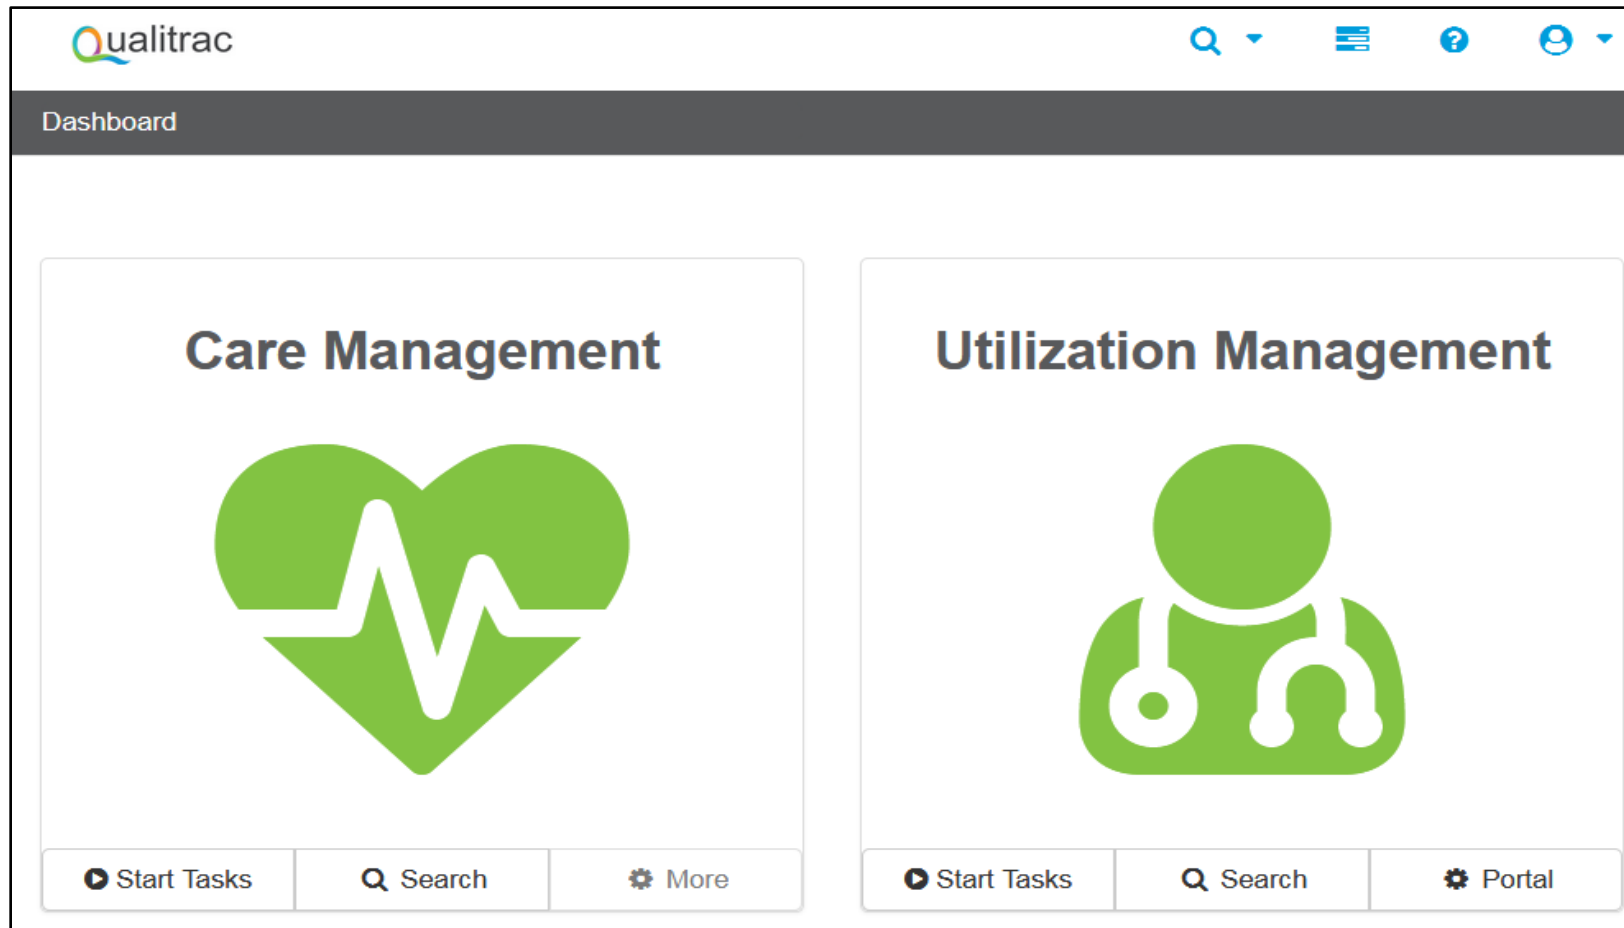 Qualitrac
Dashboard
Care Management
Utilization Management
Start Tasks
Search
More
Start Tasks
Search
Portal